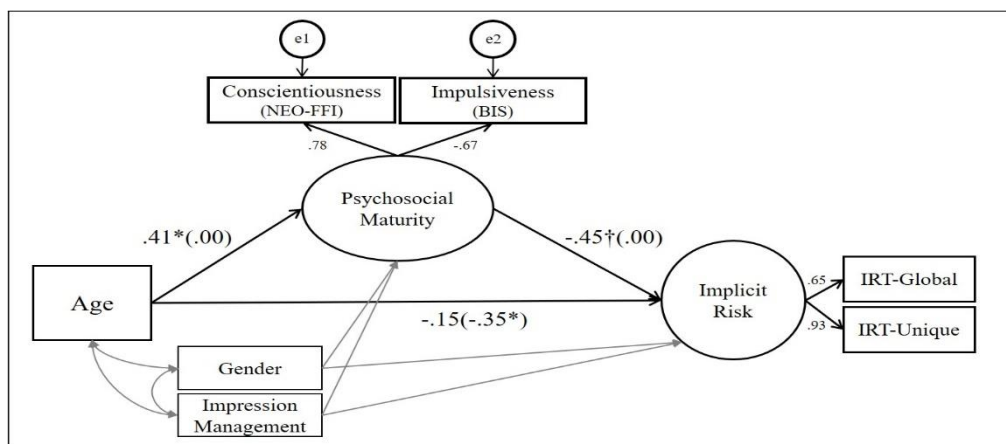 e1
e2
Conscientiousness
(NEO-FFI)
Impulsiveness
(BIS)
.78
-.67
Psychosocial
Maturity
.41*(.00)
-.45†(.00)
Age
-.15(-.35*)
Implicit
Risk
.65
.93
IRT-Global
IRT-Unique
Gender
Impression
Management